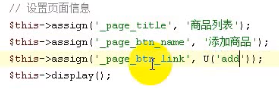 // 设置页面信息
$this->assign('_page_title', '商品列表');
$this->assign('_page_btn_name', '添加商品');
$this->assign('_page_btn_link', U('add'));
$this->display();